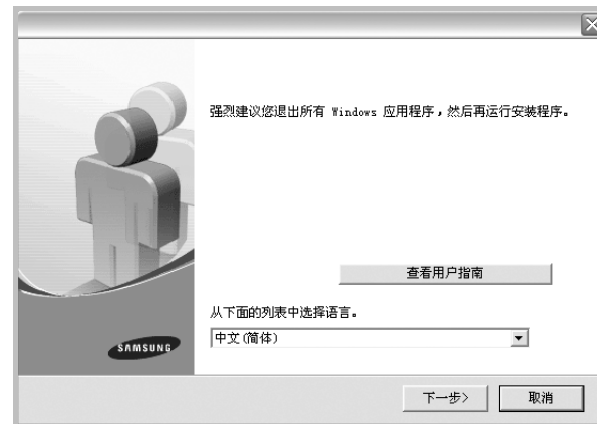 强烈建议您退出所有 Windows 应用程序，然后再运行安装程序。
查看用户指南
从下面的列表中选择语言。
中文(简体)
SAMSUNG
下一步>
取消